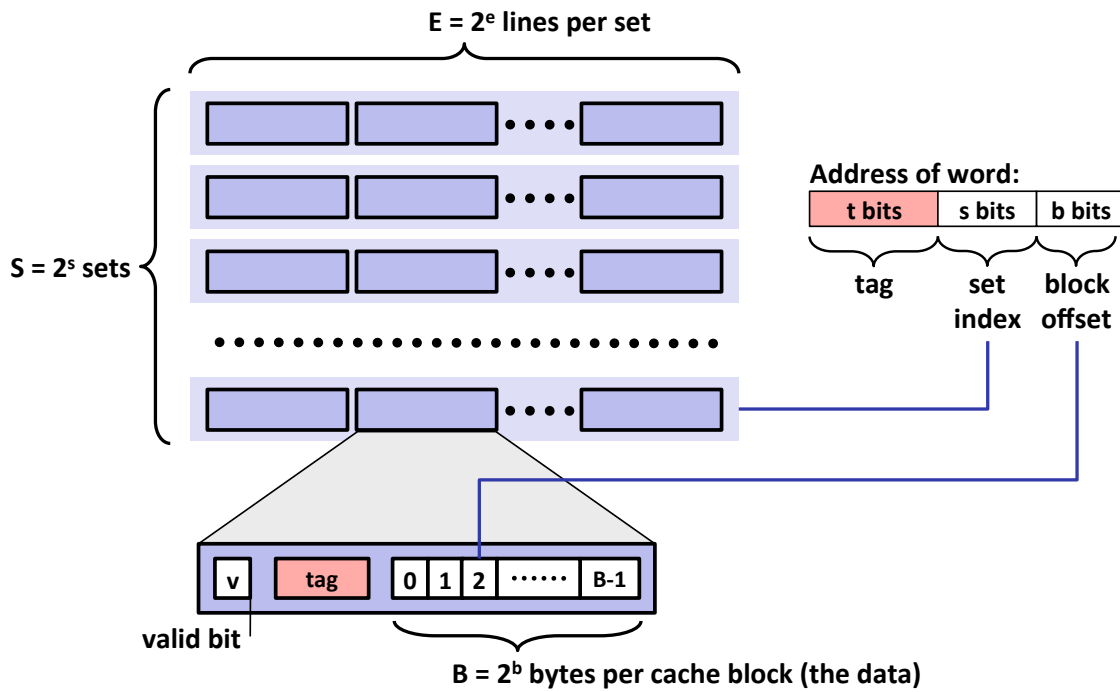 E = 2ᵉ lines per set
Address of word:
t bits s bits b bits
S = 2ˢ sets
tag set index block offset
v tag 0 1 2 ······ B-1
valid bit
B = 2ᵇ bytes per cache block (the data)